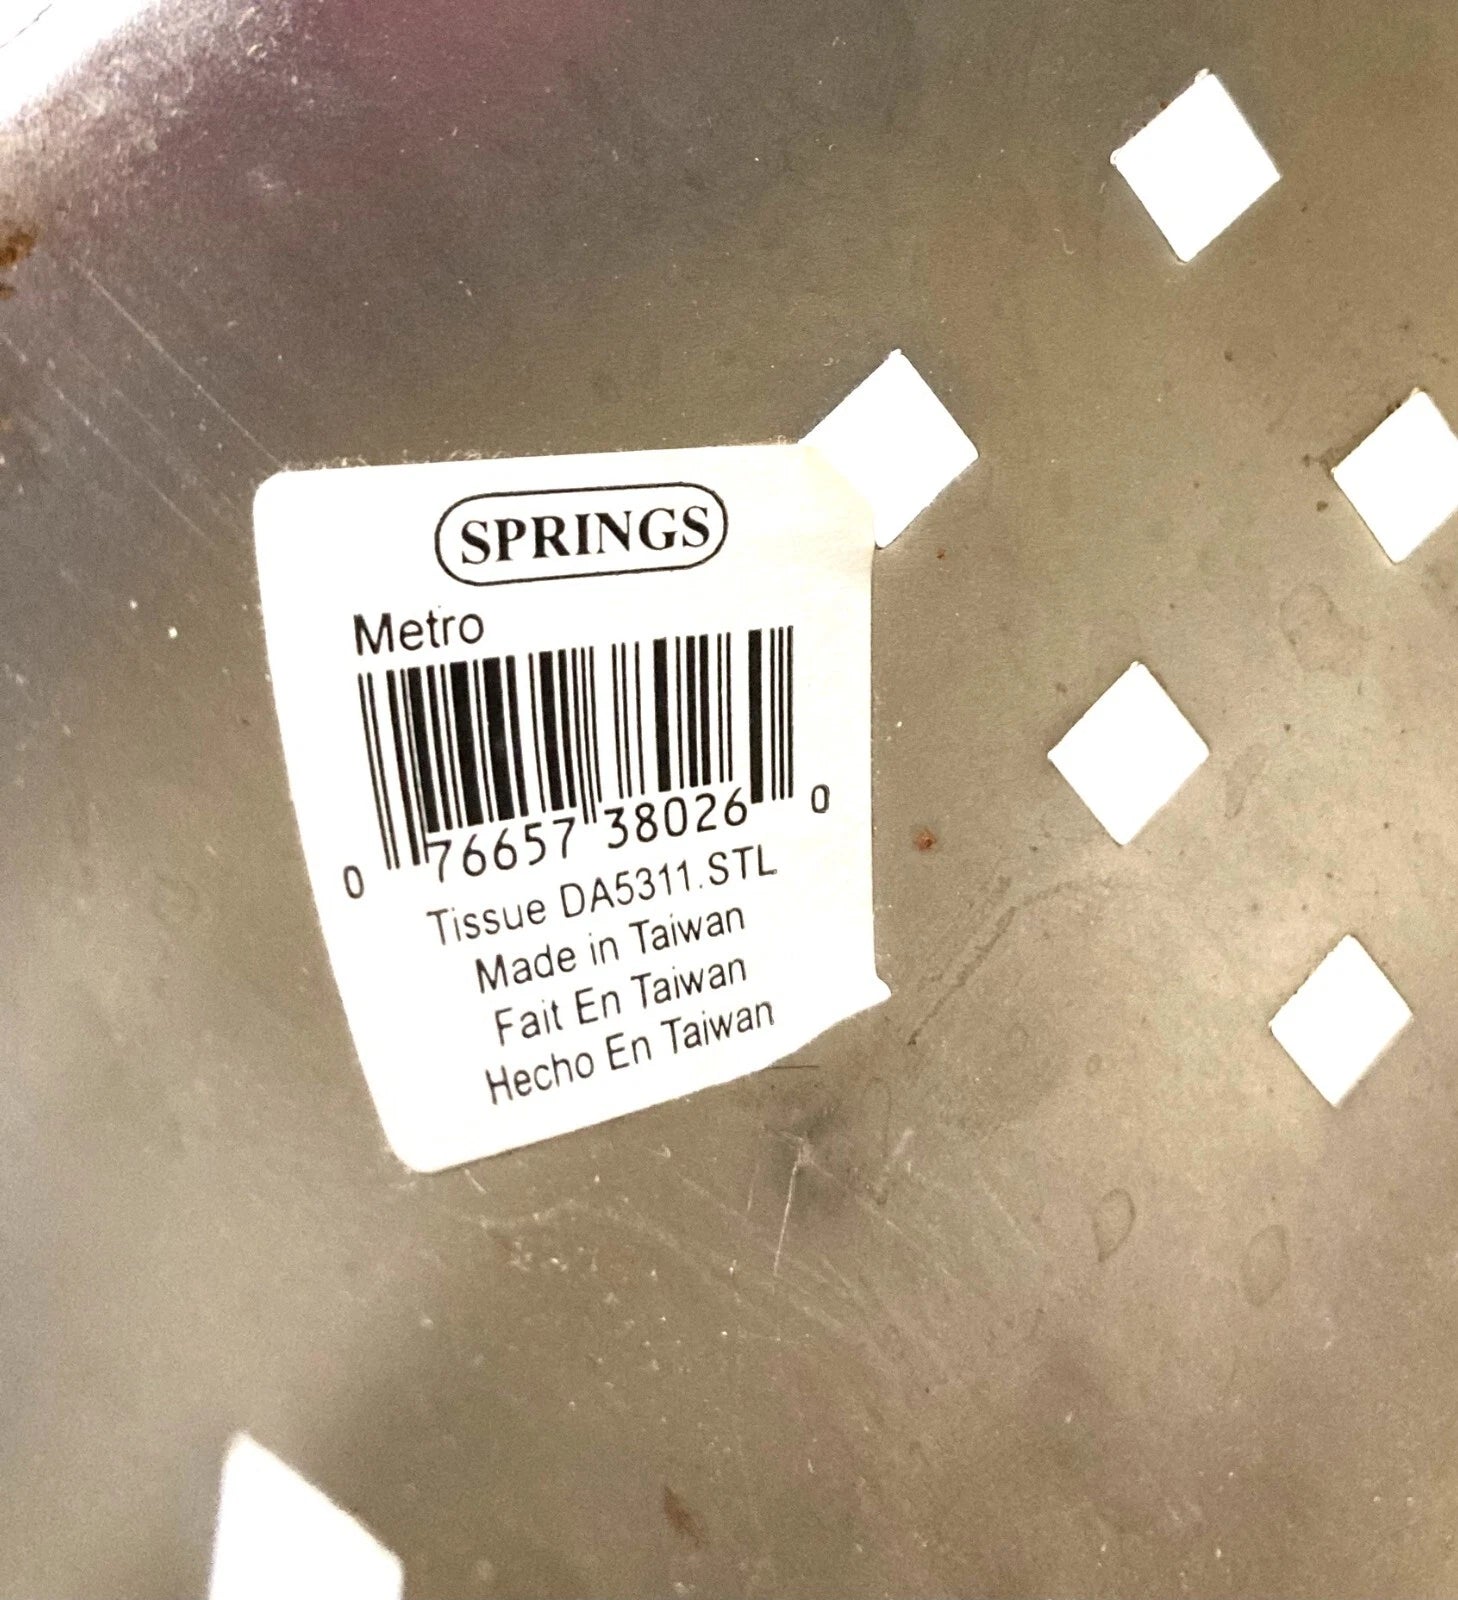 SPRINGS
Metro
0 76657 38026 0
Tissue DA5311.STL
Made in Taiwan
Fait En Taiwan
Hecho En Taiwan